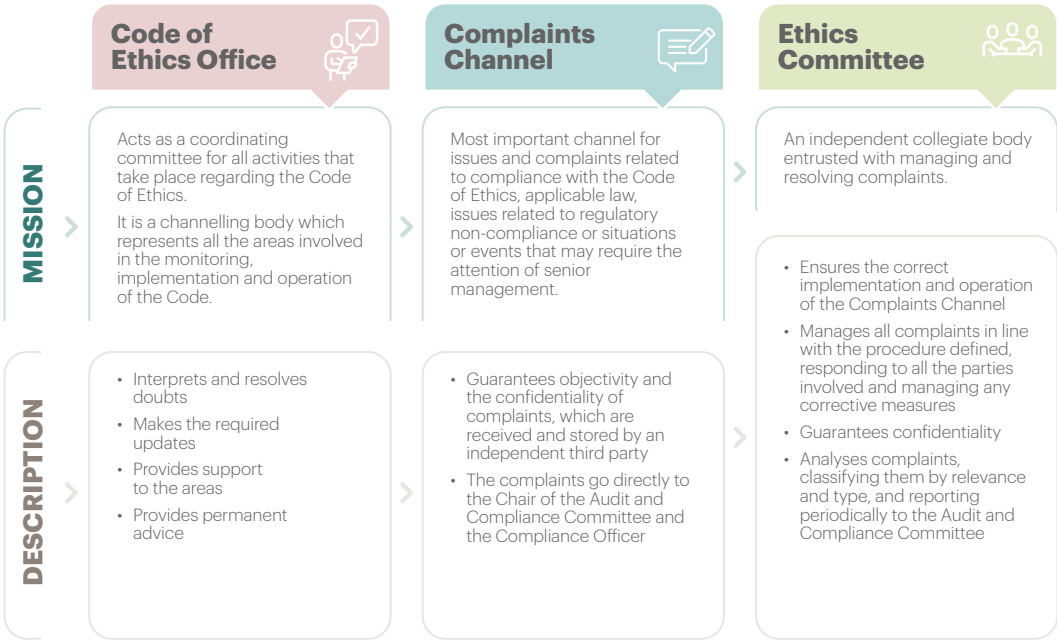 Code of
Ethics Office
Complaints
Channel
Ethics
Committee
MISSION
Acts as a coordinating
committee for all activities that
take place regarding the Code
of Ethics.
It is a channelling body which
represents all the areas involved
in the monitoring,
implementation and operation
of the Code.
Most important channel for
issues and complaints related
to compliance with the Code
of Ethics, applicable law,
issues related to regulatory
non-compliance or situations
or events that may require the
attention of senior
management.
An independent collegiate body
entrusted with managing and
resolving complaints.
DESCRIPTION
• Interprets and resolves
doubts
• Makes the required
updates
• Provides support
to the areas
• Provides permanent
advice
• Guarantees objectivity and
the confidentiality of
complaints, which are
received and stored by an
independent third party
• The complaints go directly to
the Chair of the Audit and
Compliance Committee and
the Compliance Officer
• Ensures the correct
implementation and operation
of the Complaints Channel
• Manages all complaints in line
with the procedure defined,
responding to all the parties
involved and managing any
corrective measures
• Guarantees confidentiality
• Analyses complaints,
classifying them by relevance
and type, and reporting
periodically to the Audit and
Compliance Committee